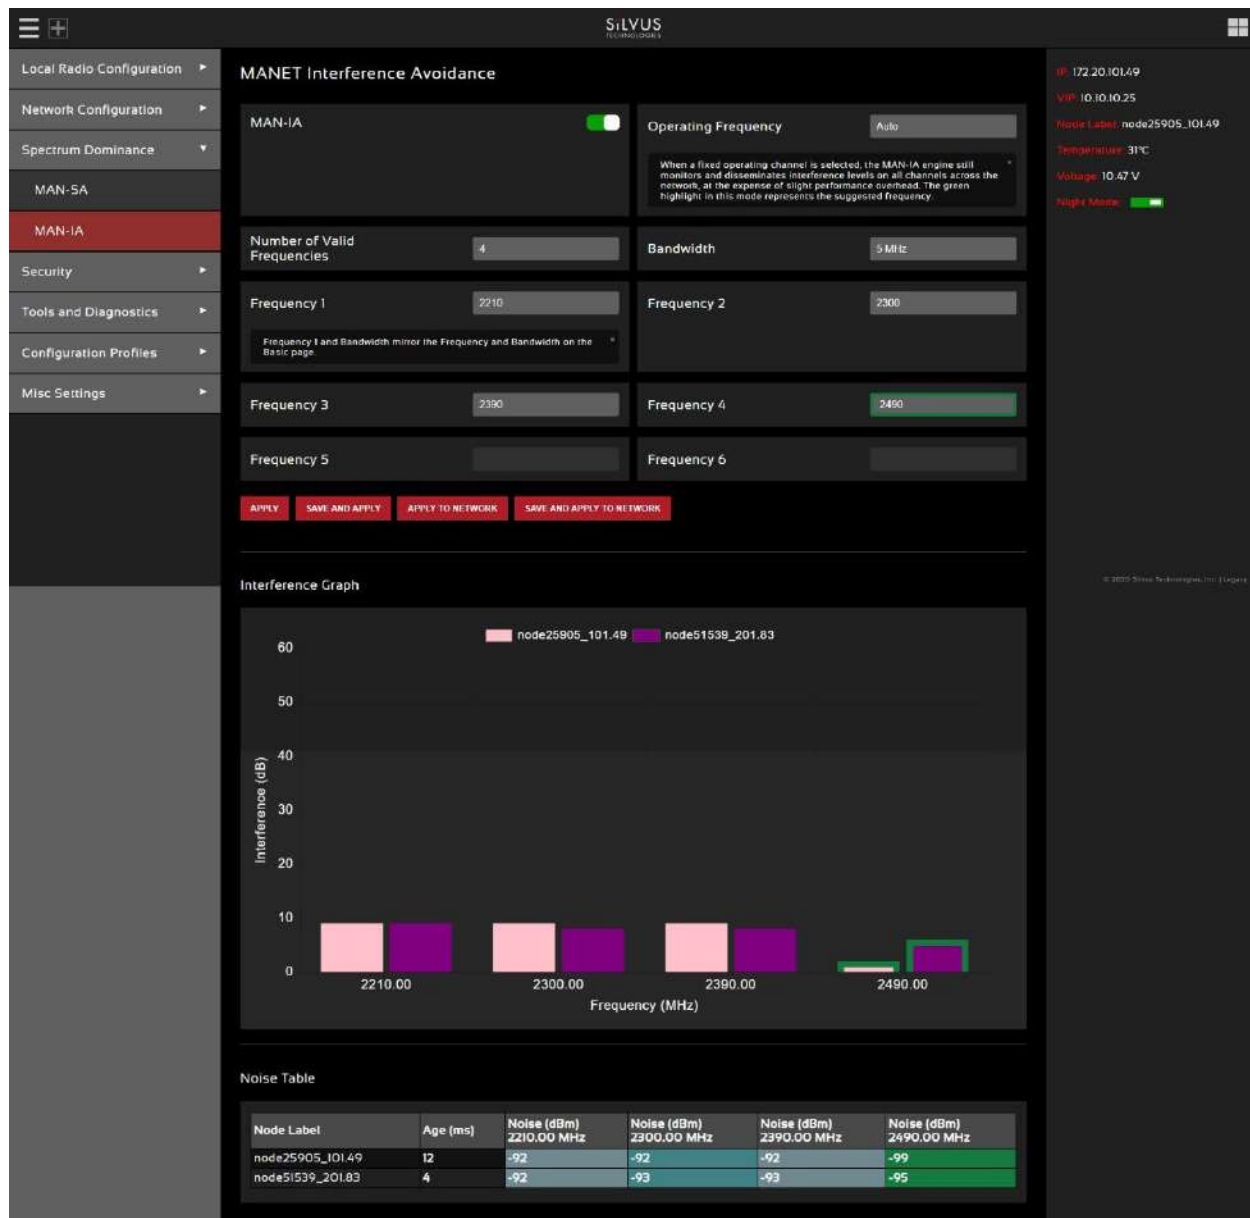 SiLVUS
TECHNOLOGIES
Local Radio Configuration
Network Configuration
Spectrum Dominance
MAN-SA
MAN-IA
Security
Tools and Diagnostics
Configuration Profiles
Misc Settings
MANET Interference Avoidance
MAN-IA
Operating Frequency
Auto
When a fixed operating channel is selected, the MAN-IA engine still
monitors and disseminates interference levels on all channels across the
network, at the expense of slight performance overhead. The green
highlight in this mode represents the suggested frequency.
Number of Valid
Frequencies
4
Bandwidth
5 MHz
Frequency 1
2210
Frequency 1 and Bandwidth mirror the Frequency and Bandwidth on the
Basic page.
Frequency 2
2300
Frequency 3
2390
Frequency 4
2490
Frequency 5
Frequency 6
APPLY
SAVE AND APPLY
APPLY TO NETWORK
SAVE AND APPLY TO NETWORK
IP: 172.20.101.49
VIP: 10.10.10.25
Node Label: node25905_101.49
Temperature: 31°C
Voltage: 10.47 V
Night Mode:
© 2020 Silvus Technologies, Inc. | Legacy
Interference Graph
node25905_101.49 node51539_201.83
60
50
40
30
20
10
0
Interference (dB)
2210.00 2300.00 2390.00 2490.00
Frequency (MHz)
Noise Table
Node Label Age (ms) Noise (dBm) 2210.00 MHz Noise (dBm) 2300.00 MHz Noise (dBm) 2390.00 MHz Noise (dBm) 2490.00 MHz
node25905_101.49 12 -92 -92 -92 -99
node51539_201.83 4 -92 -93 -93 -95